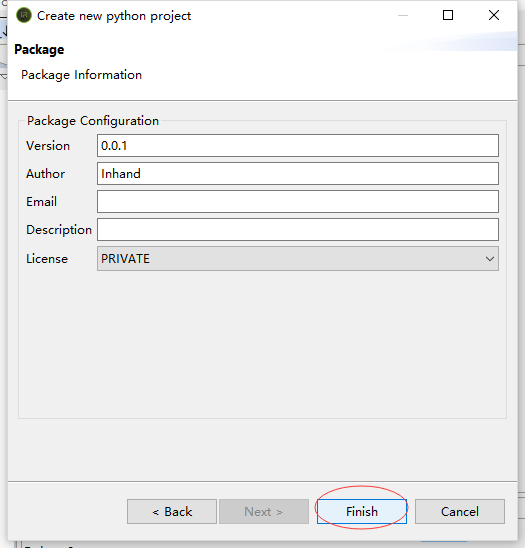 Create new python project
Package
Package Information
Package Configuration
Version 0.0.1
Author Inhand
Email
Description
License PRIVATE
< Back Next > Finish Cancel